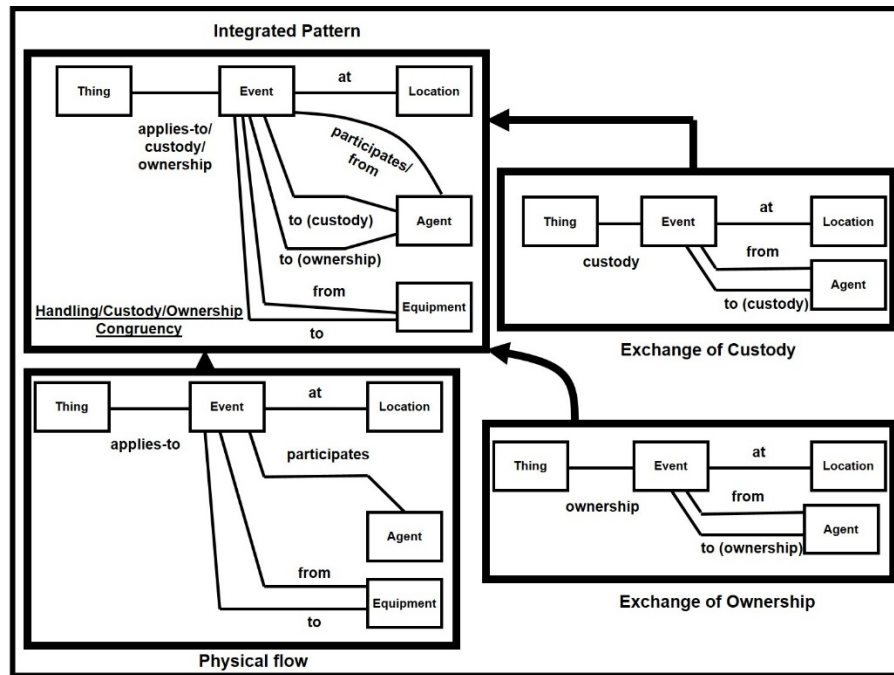 Integrated Pattern
Thing
Event
at
Location
applies-to/
custody/
ownership
participates/
from
to (custody)
Agent
to (ownership)
from
Equipment
to
Handling/Custody/Ownership
Congruency
Thing
Event
at
Location
custody
from
Agent
to (custody)
Exchange of Custody
Thing
Event
at
Location
applies-to
participates
Agent
from
Equipment
to
Physical flow
Thing
Event
at
Location
ownership
from
Agent
to (ownership)
Exchange of Ownership